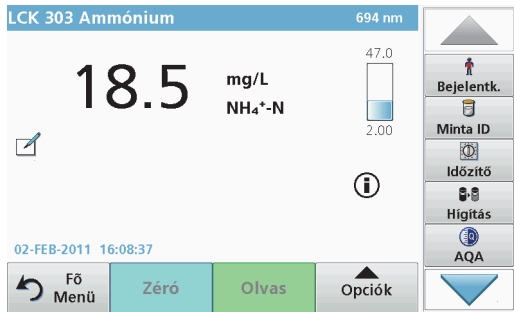 LCK 303 Ammónium 694 nm
47.0
18.5 mg/L
NH₄⁺-N
2.00
02-FEB-2011 16:08:37
Fő Menü
Zéró
Olvas
Opciók
Bejelentk.
Minta ID
Időzítő
Hígítás
AQA